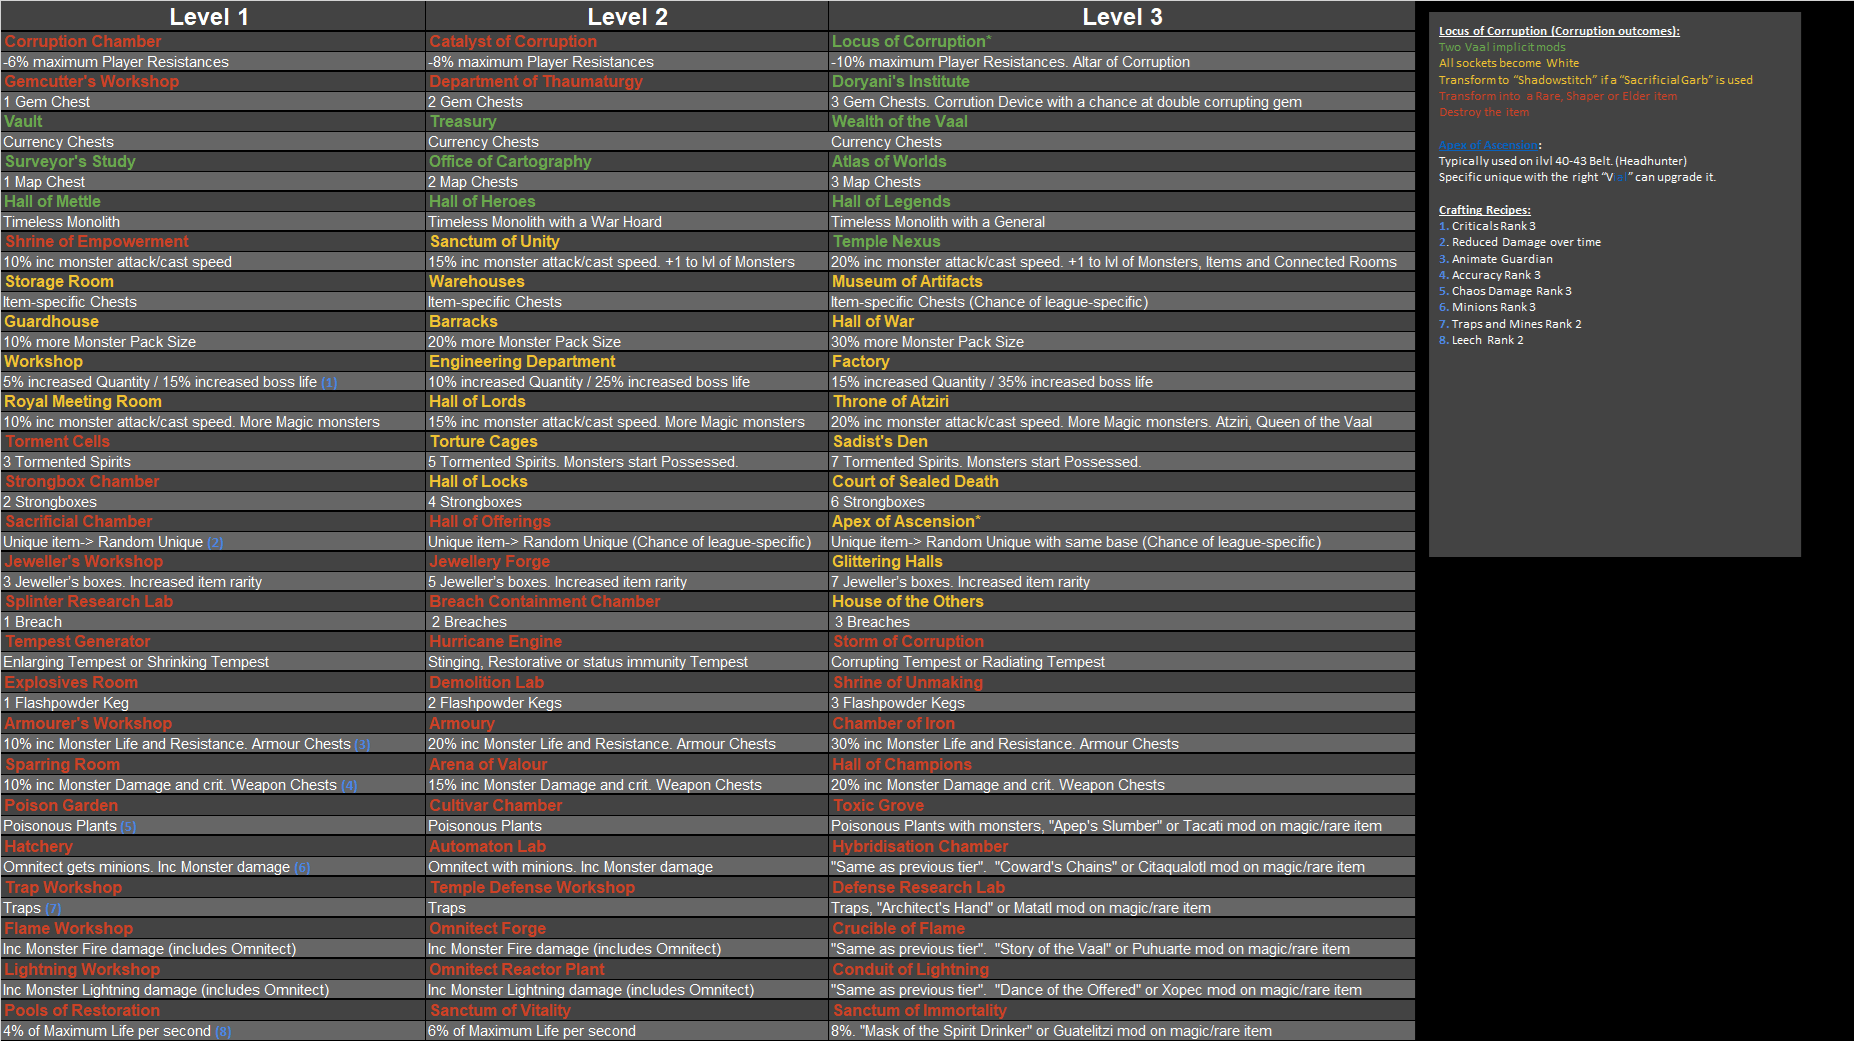 Level 1 Level 2 Level 3
Corruption Chamber Catalyst of Corruption Locus of Corruption*
-6% maximum Player Resistances -8% maximum Player Resistances -10% maximum Player Resistances. Altar of Corruption
Gemcutter's Workshop Department of Thaumaturgy Doryani's Institute
1 Gem Chest 2 Gem Chests 3 Gem Chests. Corrution Device with a chance at double corrupting gem
Vault Treasury Wealth of the Vaal
Currency Chests Currency Chests Currency Chests
Surveyor's Study Office of Cartography Atlas of Worlds
1 Map Chest 2 Map Chests 3 Map Chests
Hall of Mettle Hall of Heroes Hall of Legends
Timeless Monolith Timeless Monolith with a War Hoard Timeless Monolith with a General
Shrine of Empowerment Sanctum of Unity Temple Nexus
10% inc monster attack/cast speed 15% inc monster attack/cast speed. +1 to lvl of Monsters 20% inc monster attack/cast speed. +1 to lvl of Monsters, Items and Connected Rooms
Storage Room Warehouses Museum of Artifacts
Item-specific Chests Item-specific Chests Item-specific Chests (Chance of league-specific)
Guardhouse Barracks Hall of War
10% more Monster Pack Size 20% more Monster Pack Size 30% more Monster Pack Size
Workshop Engineering Department Factory
5% increased Quantity / 15% increased boss life (1) 10% increased Quantity / 25% increased boss life 15% increased Quantity / 35% increased boss life
Royal Meeting Room Hall of Lords Throne of Atziri
10% inc monster attack/cast speed. More Magic monsters 15% inc monster attack/cast speed. More Magic monsters 20% inc monster attack/cast speed. More Magic monsters. Atziri, Queen of the Vaal
Torment Cells Torture Cages Sadist's Den
3 Tormented Spirits 5 Tormented Spirits. Monsters start Possessed. 7 Tormented Spirits. Monsters start Possessed.
Strongbox Chamber Hall of Locks Court of Sealed Death
2 Strongboxes 4 Strongboxes 6 Strongboxes
Sacrificial Chamber Hall of Offerings Apex of Ascension*
Unique item-> Random Unique (2) Unique item-> Random Unique (Chance of league-specific) Unique item-> Random Unique with same base (Chance of league-specific)
Jeweller's Workshop Jewellery Forge Glittering Halls
3 Jeweller's boxes. Increased item rarity 5 Jeweller's boxes. Increased item rarity 7 Jeweller's boxes. Increased item rarity
Splinter Research Lab Breach Containment Chamber House of the Others
1 Breach 2 Breaches 3 Breaches
Tempest Generator Hurricane Engine Storm of Corruption
Enlarging Tempest or Shrinking Tempest Stinging, Restorative or status immunity Tempest Corrupting Tempest or Radiating Tempest
Explosives Room Demolition Lab Shrine of Unmaking
1 Flashpowder Keg 2 Flashpowder Kegs 3 Flashpowder Kegs
Armourer's Workshop Armoury Chamber of Iron
10% inc Monster Life and Resistance. Armour Chests (3) 20% inc Monster Life and Resistance. Armour Chests 30% inc Monster Life and Resistance. Armour Chests
Sparring Room Arena of Valour Hall of Champions
10% inc Monster Damage and crit. Weapon Chests (4) 15% inc Monster Damage and crit. Weapon Chests 20% inc Monster Damage and crit. Weapon Chests
Poison Garden Cultivar Chamber Toxic Grove
Poisonous Plants (5) Poisonous Plants Poisonous Plants with monsters, "Apep's Slumber" or Tacati mod on magic/rare item
Hatchery Automaton Lab Hybridisation Chamber
Omnitect gets minions. Inc Monster damage (6) Omnitect with minions. Inc Monster damage "Same as previous tier". "Coward's Chains" or Citaqualotl mod on magic/rare item
Trap Workshop Temple Defense Workshop Defense Research Lab
Traps (7) Traps Traps, "Architect's Hand" or Matatl mod on magic/rare item
Flame Workshop Omnitect Forge Crucible of Flame
Inc Monster Fire damage (includes Omnitect) Inc Monster Fire damage (includes Omnitect) "Same as previous tier". "Story of the Vaal" or Puhuarte mod on magic/rare item
Lightning Workshop Omnitect Reactor Plant Conduit of Lightning
Inc Monster Lightning damage (includes Omnitect) Inc Monster Lightning damage (includes Omnitect) "Same as previous tier". "Dance of the Offered" or Xopec mod on magic/rare item
Pools of Restoration Sanctum of Vitality Sanctum of Immortality
4% of Maximum Life per second (8) 6% of Maximum Life per second 8%. "Mask of the Spirit Drinker" or Guatelitzi mod on magic/rare item
Locus of Corruption (Corruption outcomes):
Two Vaal implicit mods
All sockets become White
Transform to “Shadowstitch” if a “Sacrificial Garb” is used
Transform into a Rare, Shaper or Elder item
Destroy the item
Apex of Ascension:
Typically used on ilvl 40-43 Belt. (Headhunter)
Specific unique with the right “Vial” can upgrade it.
Crafting Recipes:
1. Criticals Rank 3
2. Reduced Damage over time
3. Animate Guardian
4. Accuracy Rank 3
5. Chaos Damage Rank 3
6. Minions Rank 3
7. Traps and Mines Rank 2
8. Leech Rank 2